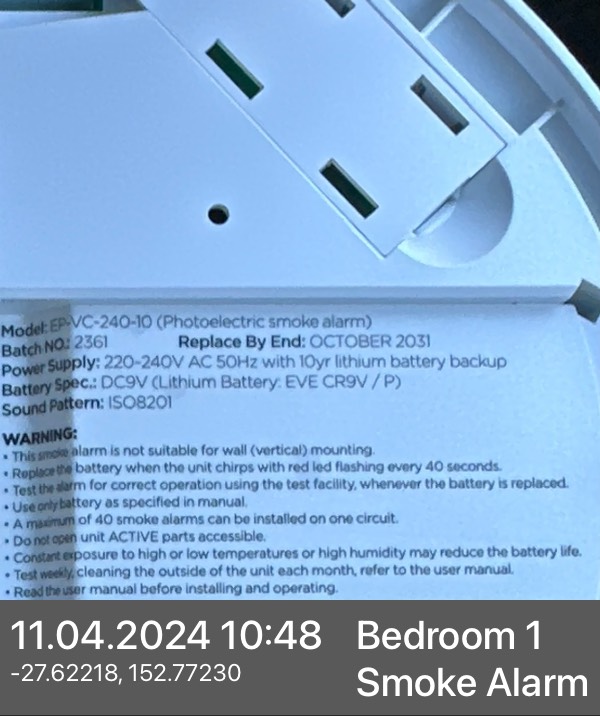 Model: EP-VC-240-10 (Photoelectric smoke alarm)
Batch NO.: 2361 Replace By End: OCTOBER 2031
Power Supply: 220-240V AC 50Hz with 10yr lithium battery backup
Battery Spec.: DC9V (Lithium Battery: EVE CR9V / P)
Sound Pattern: ISO8201
WARNING:
• This smoke alarm is not suitable for wall (vertical) mounting.
• Replace the battery when the unit chirps with red led flashing every 40 seconds.
• Test the alarm for correct operation using the test facility, whenever the battery is replaced.
• Use only battery as specified in manual.
• A maximum of 40 smoke alarms can be installed on one circuit.
• Do not open unit ACTIVE parts accessible.
• Constant exposure to high or low temperatures or high humidity may reduce the battery life.
• Test weekly, cleaning the outside of the unit each month, refer to the user manual.
• Read the user manual before installing and operating.
11.04.2024 10:48
-27.62218, 152.77230
Bedroom 1
Smoke Alarm